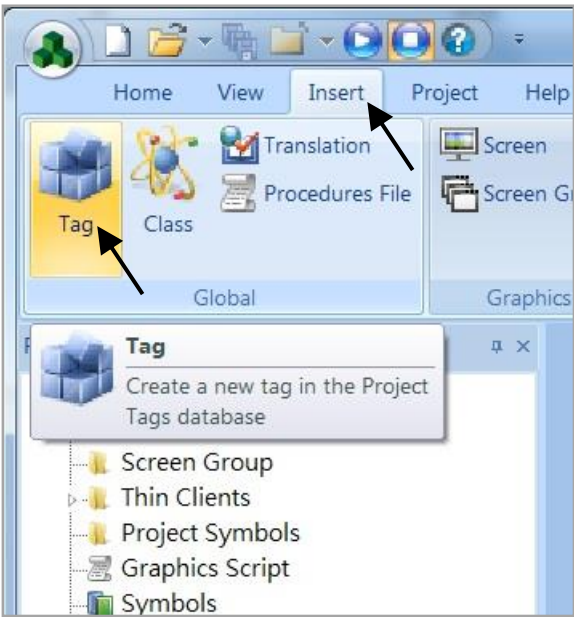 Home View Insert Project Help
Tag
Class
Translation
Procedures File
Global
Screen
Screen
Graphics
Tag
Create a new tag in the Project
Tags database
Screen Group
Thin Clients
Project Symbols
Graphics Script
Symbols